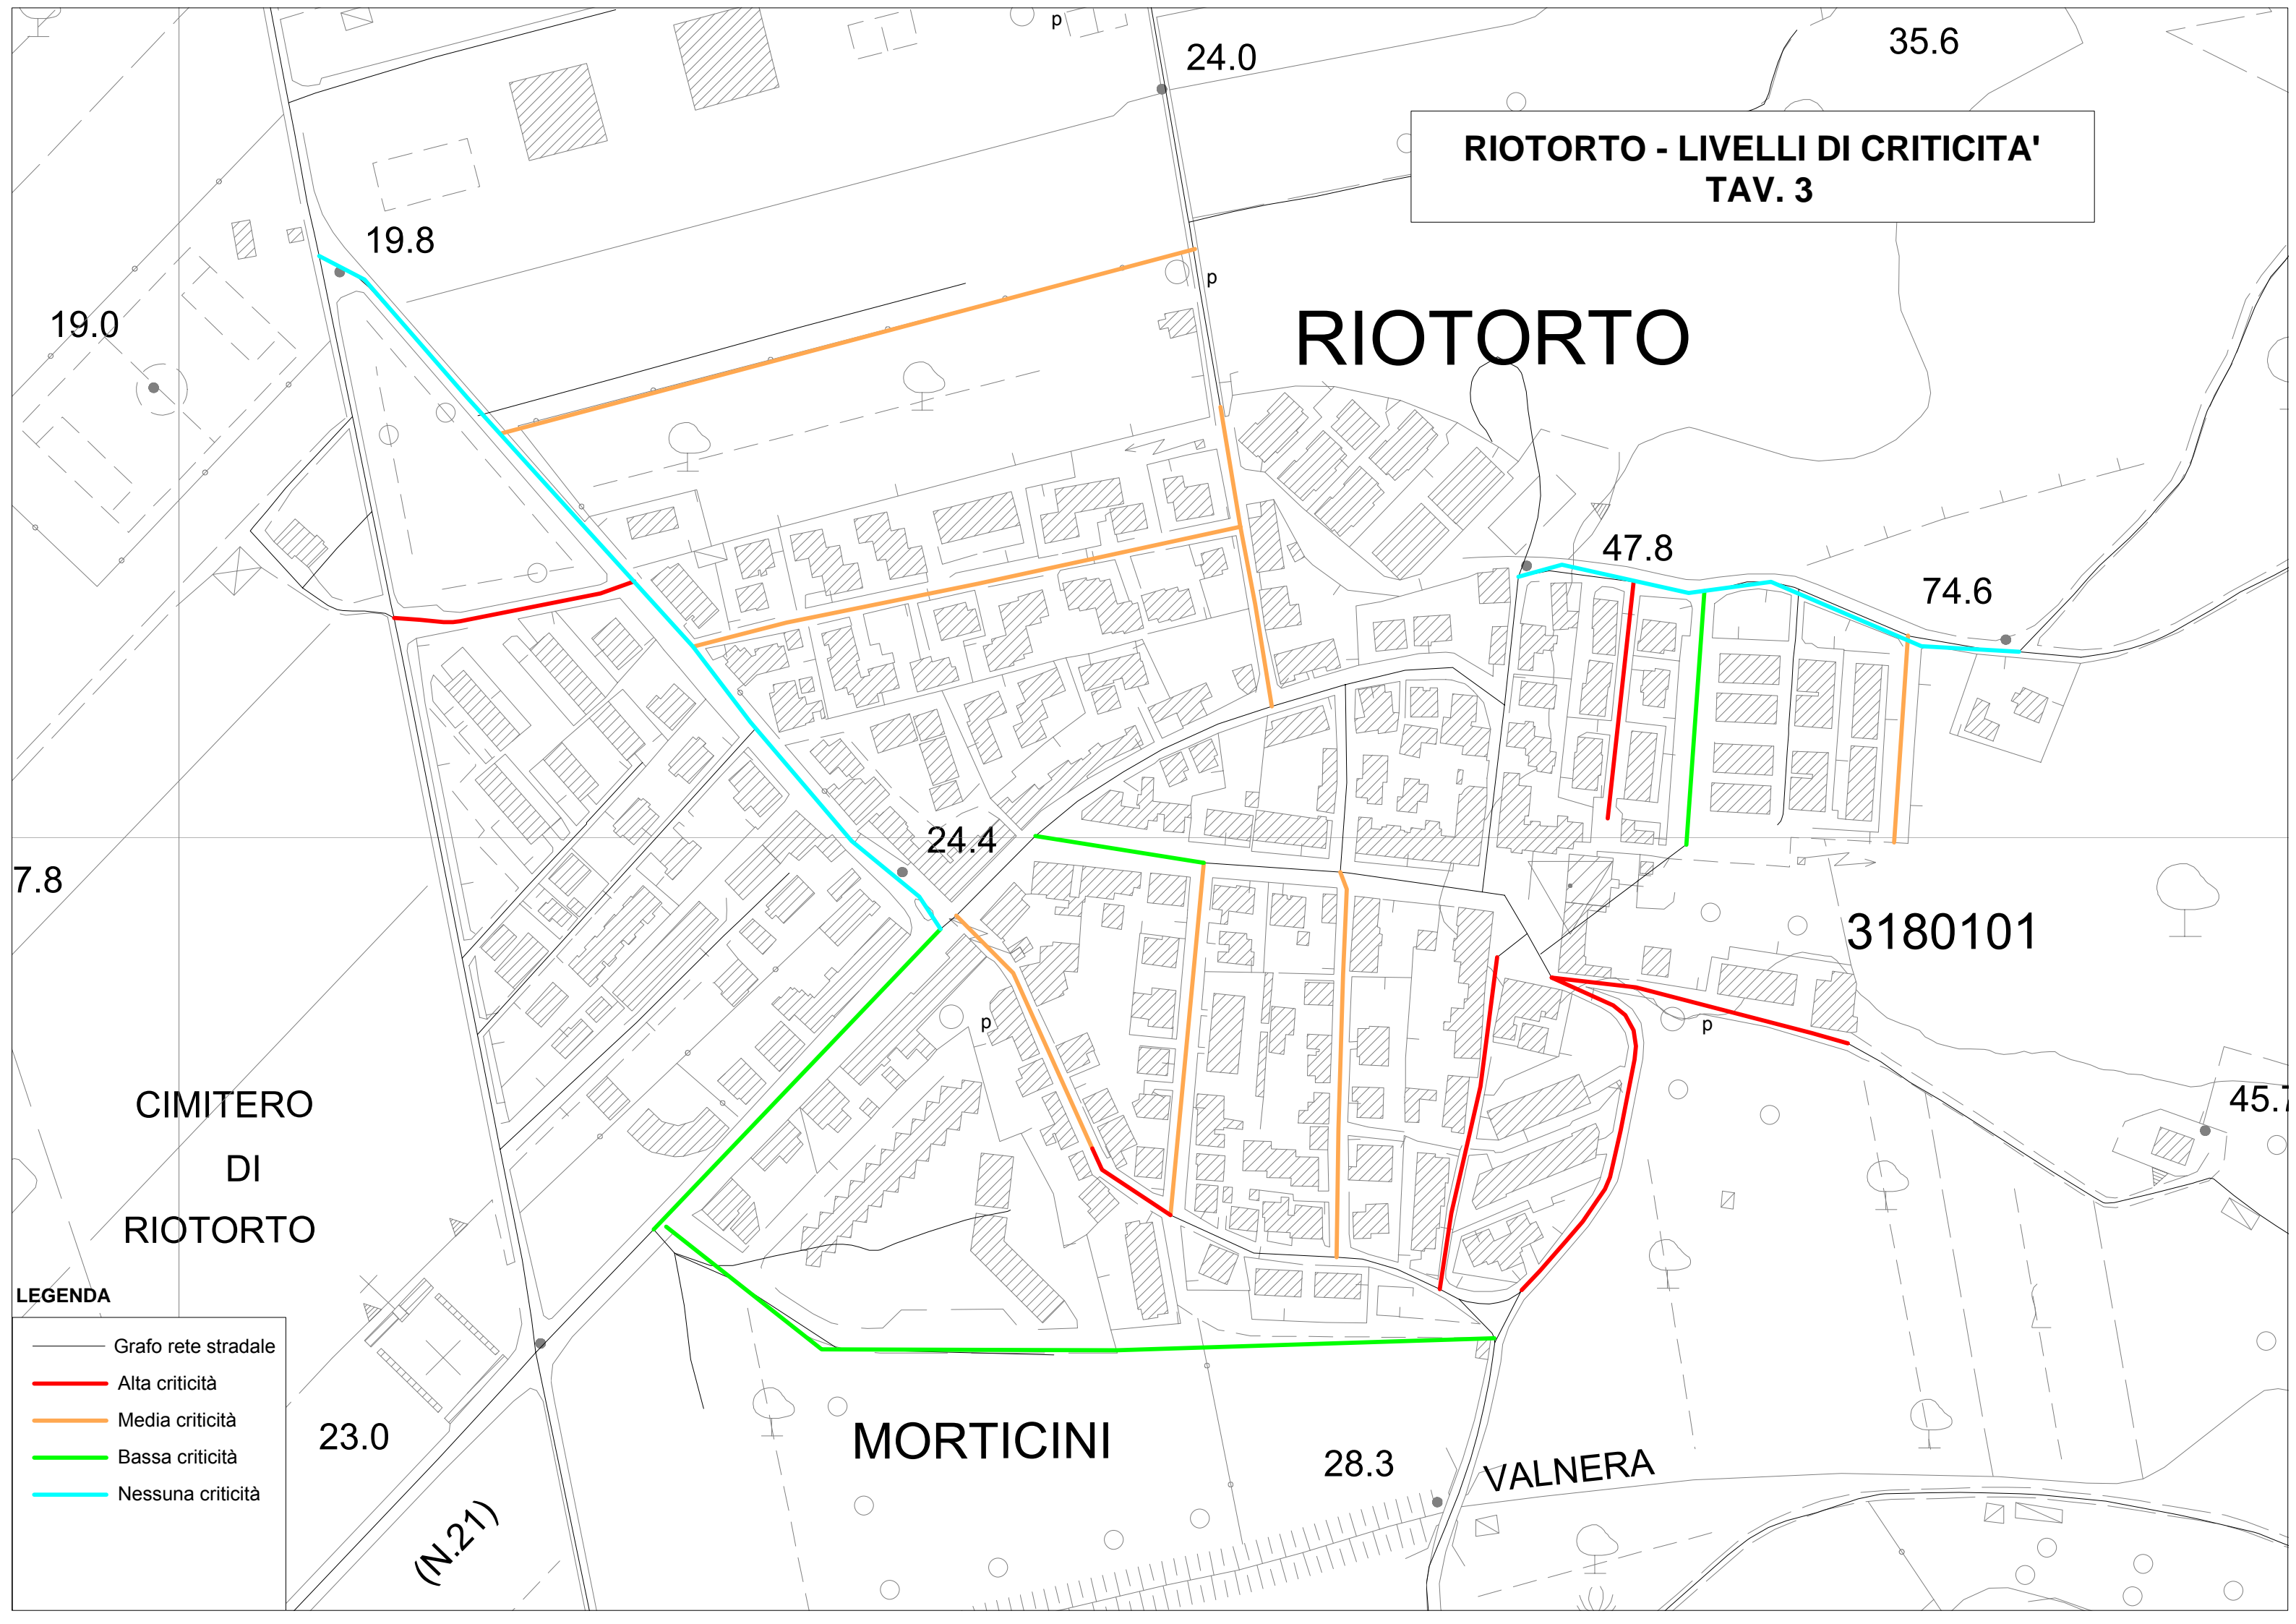 p
24.0
35.6
RIOTORTO - LIVELLI DI CRITICITA'
TAV. 3
19.8
p
19.0
RIOTORTO
47.8
74.6
24.4
7.8
3180101
p
p
CIMITERO
DI
RIOTORTO
45.7
LEGENDA
Grafo rete stradale
Alta criticità
Media criticità
Bassa criticità
Nessuna criticità
23.0
MORTICINI
28.3
VALNERA
(N.21)